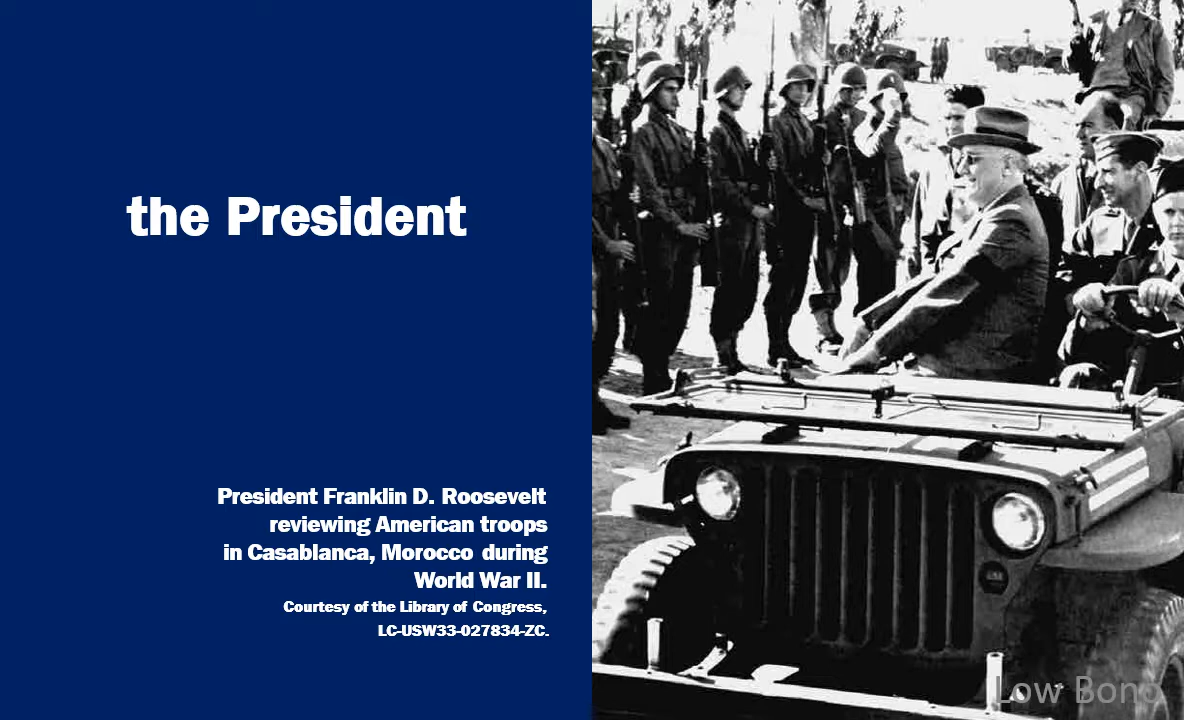 the President
President Franklin D. Roosevelt
reviewing American troops
in Casablanca, Morocco during
World War II.
Courtesy of the Library of Congress,
LC-USW33-027834-ZC.
Low Bono